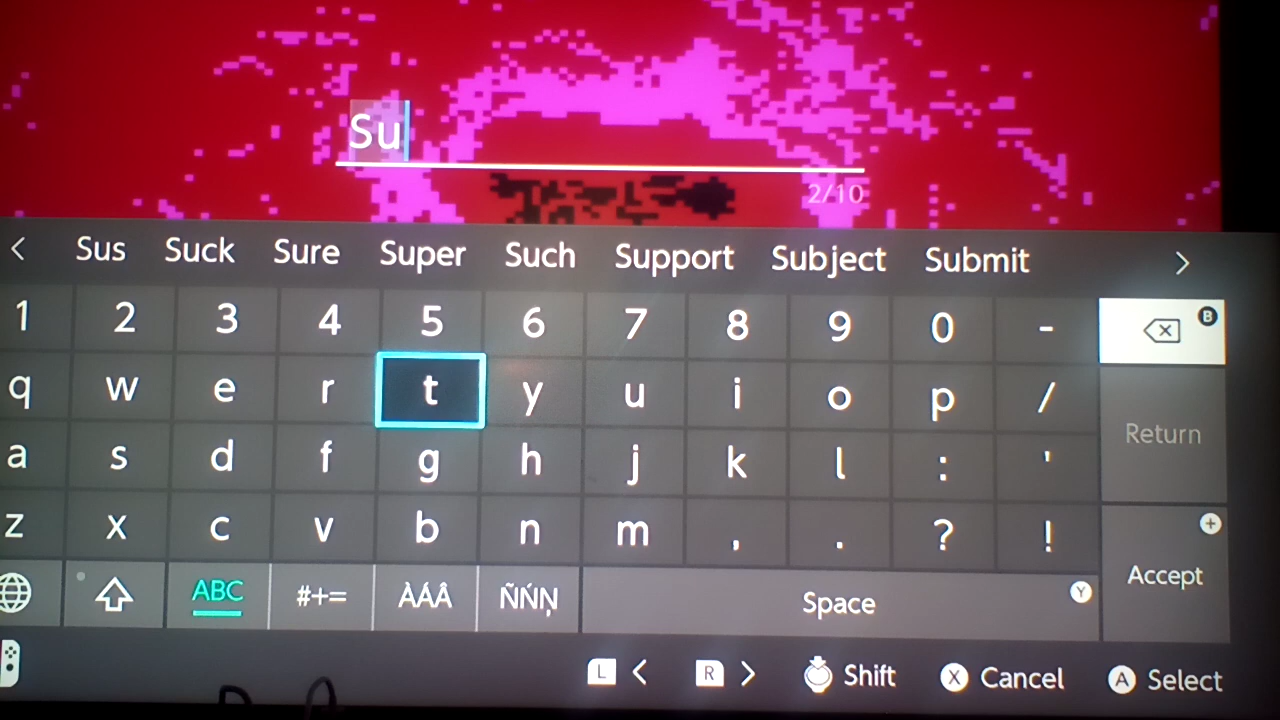 Su
2/10
< Sus Suck Sure Super Such Support Subject Submit >
1 2 3 4 5 6 7 8 9 0 - B
q w e r t y u i o p / Return
a s d f g h j k l : '
z x c v b n m , . ? ! + Accept
ABC #+= ÀÁÂ ÑŃŅ Space Y
L < R > Shift X Cancel A Select